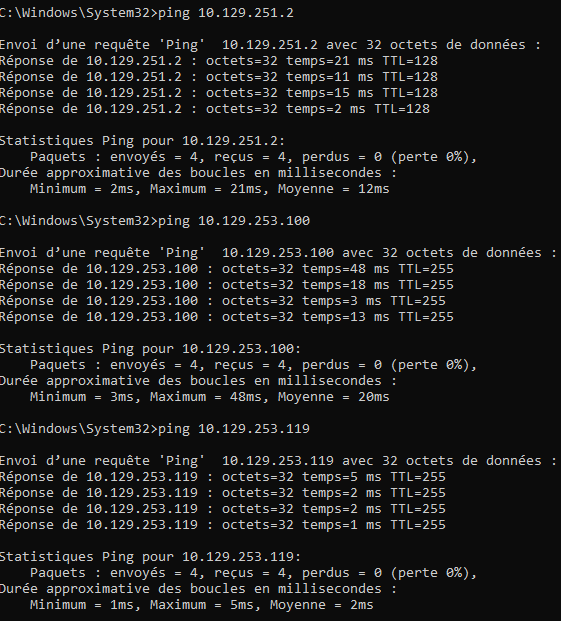 C:\Windows\System32>ping 10.129.251.2
Envoi d’une requête 'Ping'  10.129.251.2 avec 32 octets de données :
Réponse de 10.129.251.2 : octets=32 temps=21 ms TTL=128
Réponse de 10.129.251.2 : octets=32 temps=11 ms TTL=128
Réponse de 10.129.251.2 : octets=32 temps=15 ms TTL=128
Réponse de 10.129.251.2 : octets=32 temps=2 ms TTL=128
Statistiques Ping pour 10.129.251.2:
    Paquets : envoyés = 4, reçus = 4, perdus = 0 (perte 0%),
Durée approximative des boucles en millisecondes :
    Minimum = 2ms, Maximum = 21ms, Moyenne = 12ms
C:\Windows\System32>ping 10.129.253.100
Envoi d’une requête 'Ping'  10.129.253.100 avec 32 octets de données :
Réponse de 10.129.253.100 : octets=32 temps=48 ms TTL=255
Réponse de 10.129.253.100 : octets=32 temps=18 ms TTL=255
Réponse de 10.129.253.100 : octets=32 temps=3 ms TTL=255
Réponse de 10.129.253.100 : octets=32 temps=13 ms TTL=255
Statistiques Ping pour 10.129.253.100:
    Paquets : envoyés = 4, reçus = 4, perdus = 0 (perte 0%),
Durée approximative des boucles en millisecondes :
    Minimum = 3ms, Maximum = 48ms, Moyenne = 20ms
C:\Windows\System32>ping 10.129.253.119
Envoi d’une requête 'Ping'  10.129.253.119 avec 32 octets de données :
Réponse de 10.129.253.119 : octets=32 temps=5 ms TTL=255
Réponse de 10.129.253.119 : octets=32 temps=2 ms TTL=255
Réponse de 10.129.253.119 : octets=32 temps=2 ms TTL=255
Réponse de 10.129.253.119 : octets=32 temps=1 ms TTL=255
Statistiques Ping pour 10.129.253.119:
    Paquets : envoyés = 4, reçus = 4, perdus = 0 (perte 0%),
Durée approximative des boucles en millisecondes :
    Minimum = 1ms, Maximum = 5ms, Moyenne = 2ms